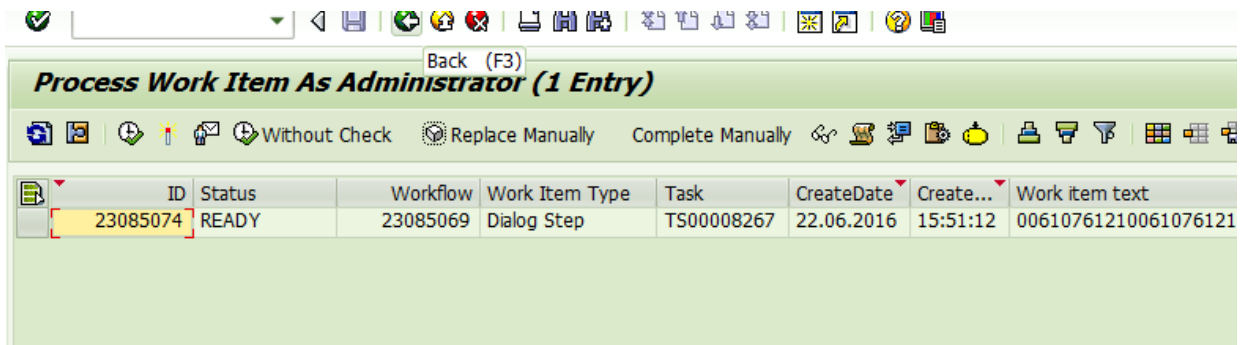 Back (F3)
Process Work Item As Administrator (1 Entry)
Without Check Replace Manually Complete Manually
ID Status Workflow Work Item Type Task CreateDate Create... Work item text
23085074 READY 23085069 Dialog Step TS00008267 22.06.2016 15:51:12 00610761210061076121